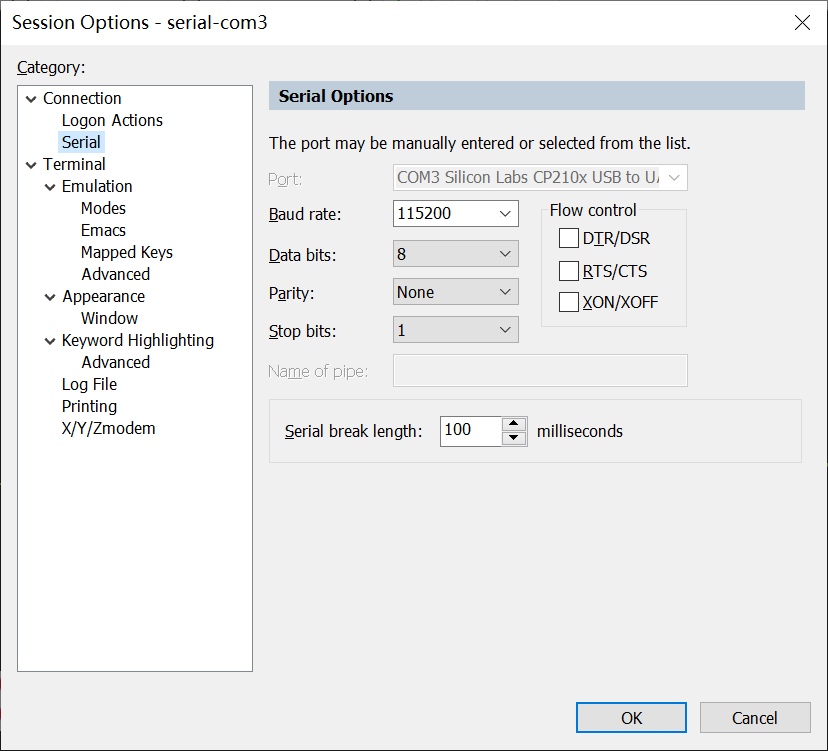 Session Options - serial-com3
Category:
Connection
Logon Actions
Serial
Terminal
Emulation
Modes
Emacs
Mapped Keys
Advanced
Appearance
Window
Keyword Highlighting
Advanced
Log File
Printing
X/Y/Zmodem
Serial Options
The port may be manually entered or selected from the list.
Port: COM3 Silicon Labs CP210x USB to UA
Baud rate: 115200
Data bits: 8
Parity: None
Stop bits: 1
Name of pipe:
Flow control
DTR/DSR
RTS/CTS
XON/XOFF
Serial break length: 100 milliseconds
OK Cancel